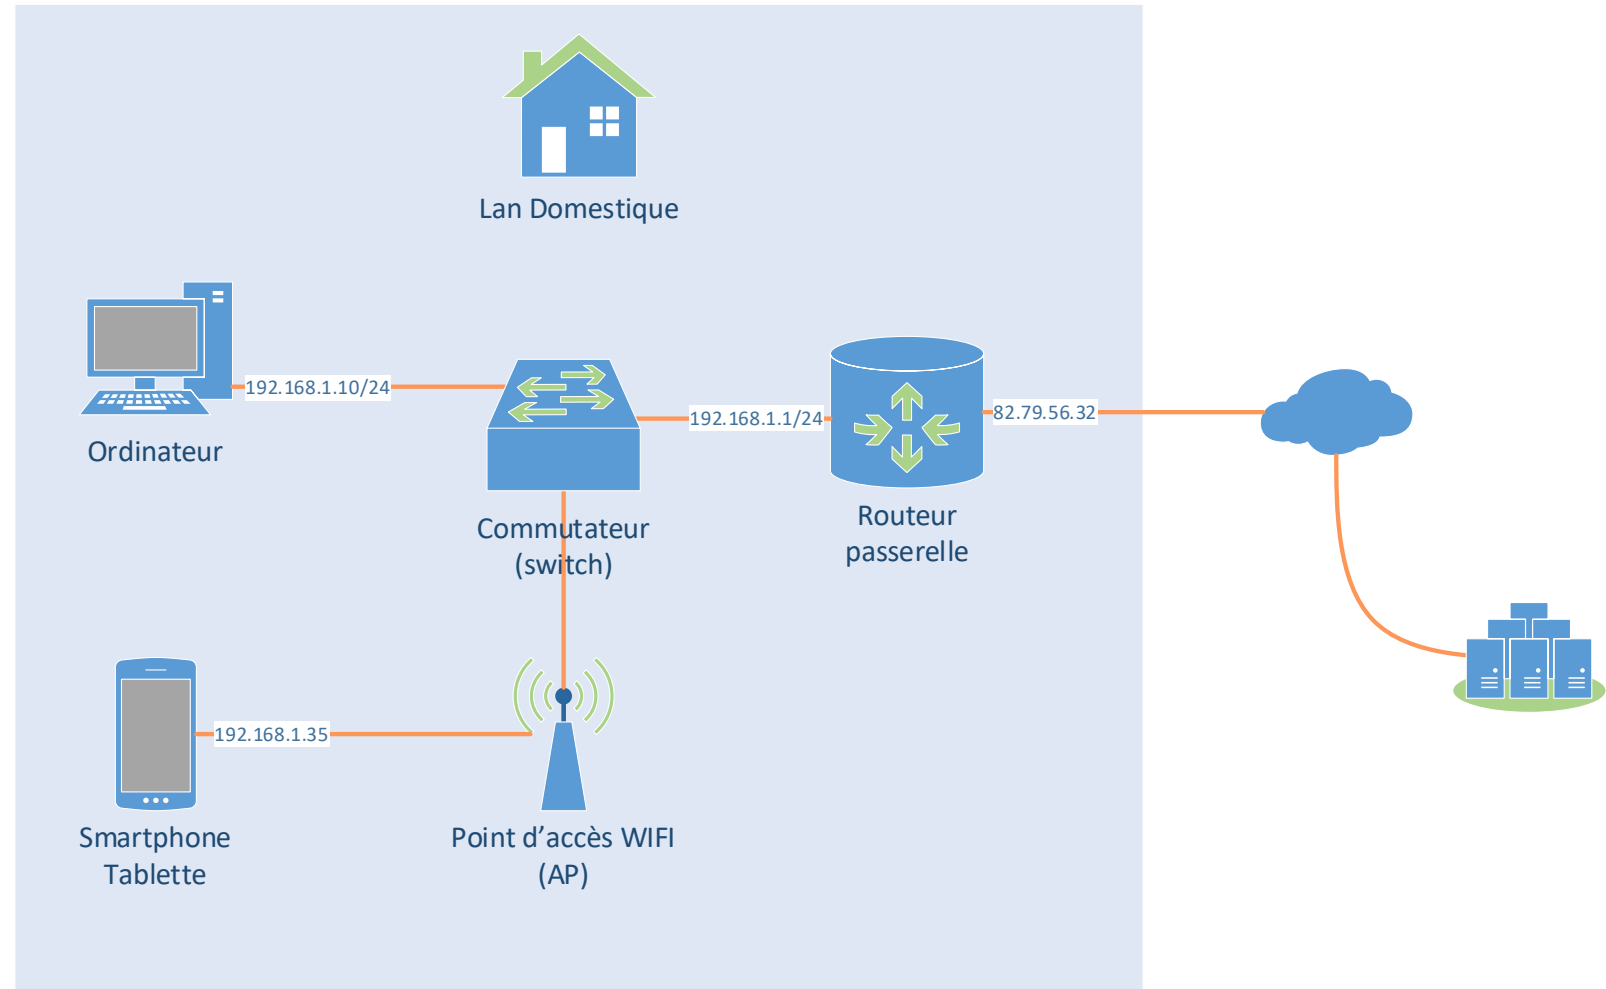 Lan Domestique
192.168.1.10/24
Ordinateur
192.168.1.1/24
82.79.56.32
Commutateur
(switch)
Routeur
passerelle
192.168.1.35
Smartphone
Tablette
Point d’accès WIFI
(AP)